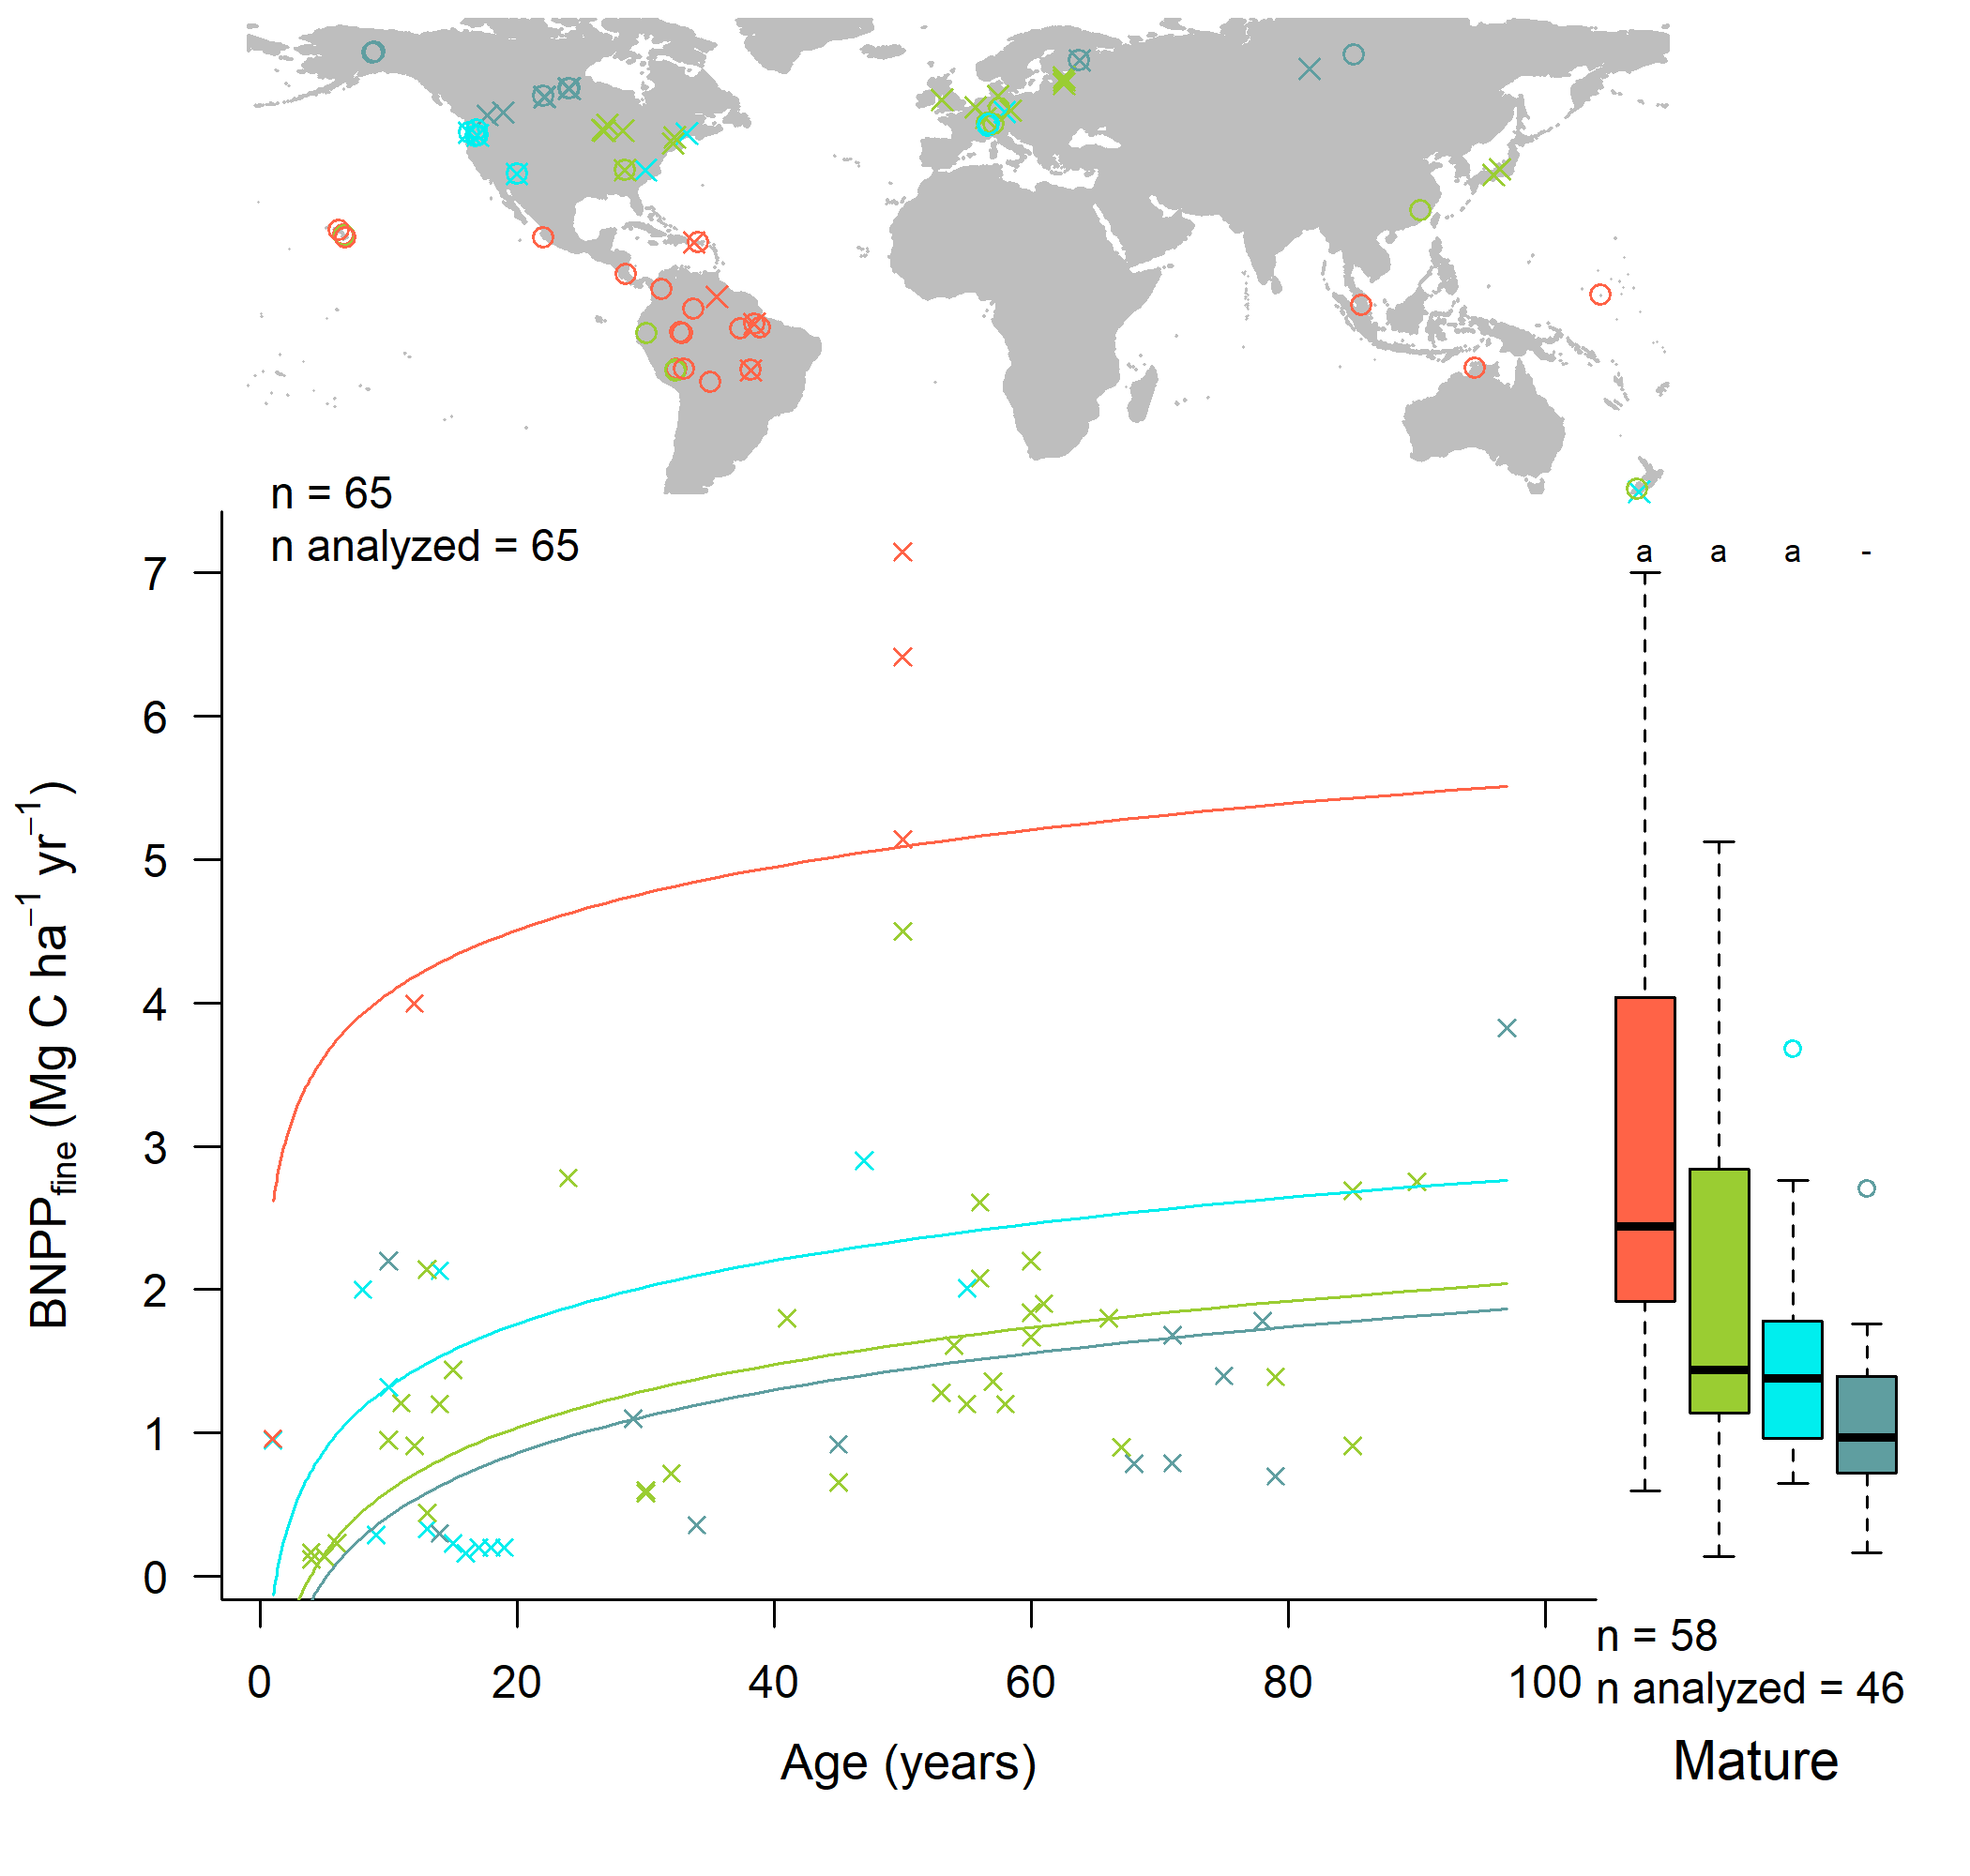 n = 65
n analyzed = 65
a a a -
7
6
5
4
3
2
1
0
BNPPfine (Mg C ha−1 yr−1)
0 20 40 60 80 100
n = 58
n analyzed = 46
Age (years)
Mature